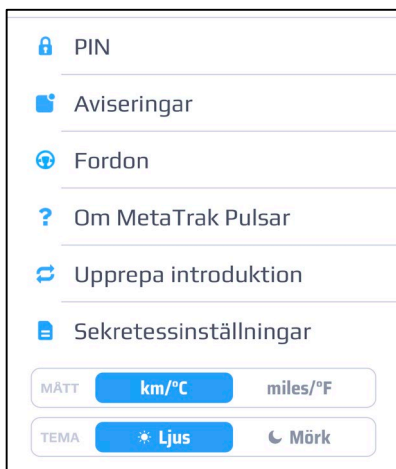 PIN
Aviseringar
Fordon
Om MetaTrak Pulsar
Upprepa introduktion
Sekretessinställningar
MÅTT km/°C miles/°F
TEMA Ljus Mörk